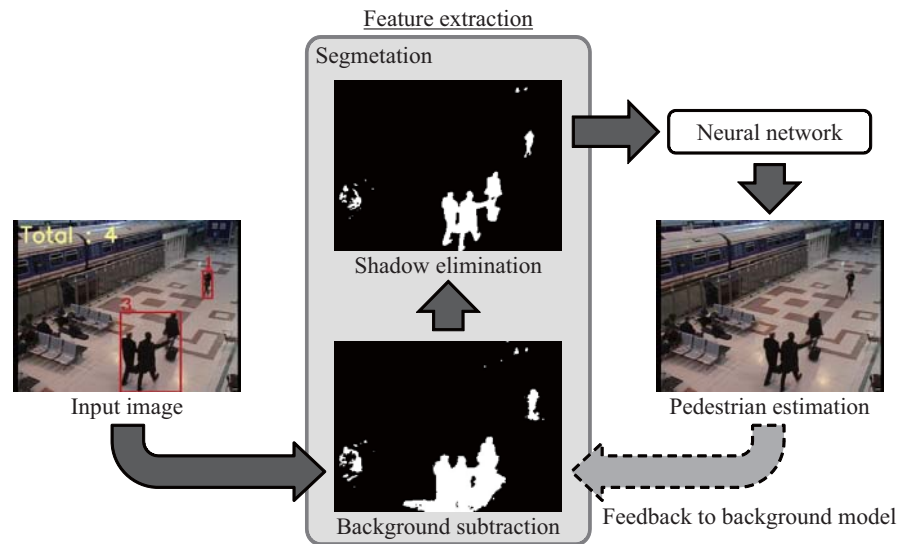 Feature extraction
Segmetation
Neural network
Total : 4
1
3
Shadow elimination
Input image
Pedestrian estimation
Background subtraction
Feedback to background model